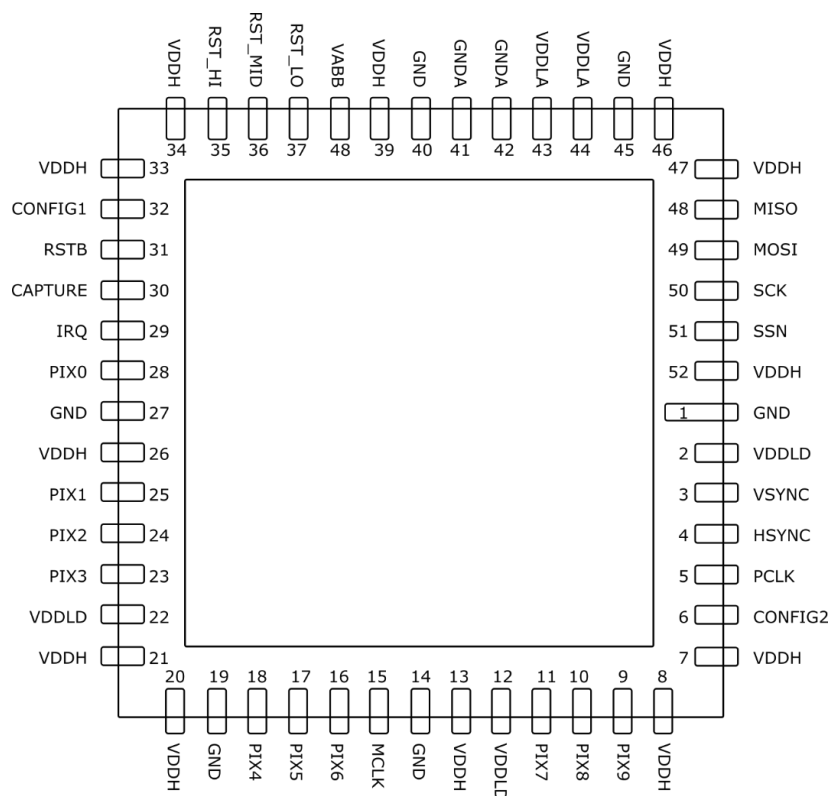 VDDH RST_HI RST_MID RST_LO VABB VDDH GND GNDA GNDA VDDLA VDDLA GND VDDH
34 35 36 37 48 39 40 41 42 43 44 45 46
VDDH 33 47 VDDH
CONFIG1 32 48 MISO
RSTB 31 49 MOSI
CAPTURE 30 50 SCK
IRQ 29 51 SSN
PIX0 28 52 VDDH
GND 27 1 GND
VDDH 26 2 VDDLD
PIX1 25 3 VSYNC
PIX2 24 4 HSYNC
PIX3 23 5 PCLK
VDDLD 22 6 CONFIG2
VDDH 21 7 VDDH
20 19 18 17 16 15 14 13 12 11 10 9 8
VDDH GND PIX4 PIX5 PIX6 MCLK GND VDDH VDDLD PIX7 PIX8 PIX9 VDDH